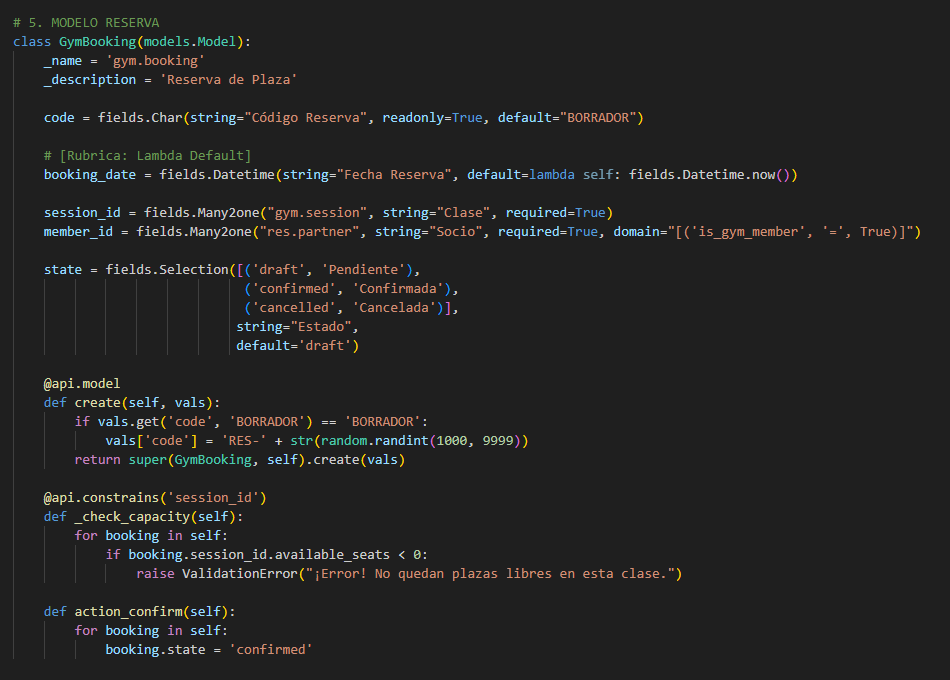 # 5. MODELO RESERVA
class GymBooking(models.Model):
    _name = 'gym.booking'
    _description = 'Reserva de Plaza'

    code = fields.Char(string="Código Reserva", readonly=True, default="BORRADOR")

    # [Rubrica: Lambda Default]
    booking_date = fields.Datetime(string="Fecha Reserva", default=lambda self: fields.Datetime.now())

    session_id = fields.Many2one("gym.session", string="Clase", required=True)
    member_id = fields.Many2one("res.partner", string="Socio", required=True, domain="[('is_gym_member', '=', True)]")

    state = fields.Selection([('draft', 'Pendiente'),
                              ('confirmed', 'Confirmada'),
                              ('cancelled', 'Cancelada')],
                             string="Estado",
                             default='draft')

    @api.model
    def create(self, vals):
        if vals.get('code', 'BORRADOR') == 'BORRADOR':
            vals['code'] = 'RES-' + str(random.randint(1000, 9999))
        return super(GymBooking, self).create(vals)

    @api.constrains('session_id')
    def _check_capacity(self):
        for booking in self:
            if booking.session_id.available_seats < 0:
                raise ValidationError("¡Error! No quedan plazas libres en esta clase.")

    def action_confirm(self):
        for booking in self:
            booking.state = 'confirmed'